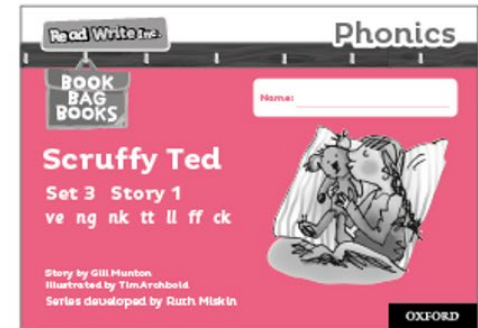 Read Write Inc.
Phonics
BOOK
BAG
BOOKS
Name:
Scruffy Ted
Set 3 Story 1
ve ng nk tt ll ff ck
Story by Gill Munton
Illustrated by Tim Archbold
Series developed by Ruth Miskin
OXFORD